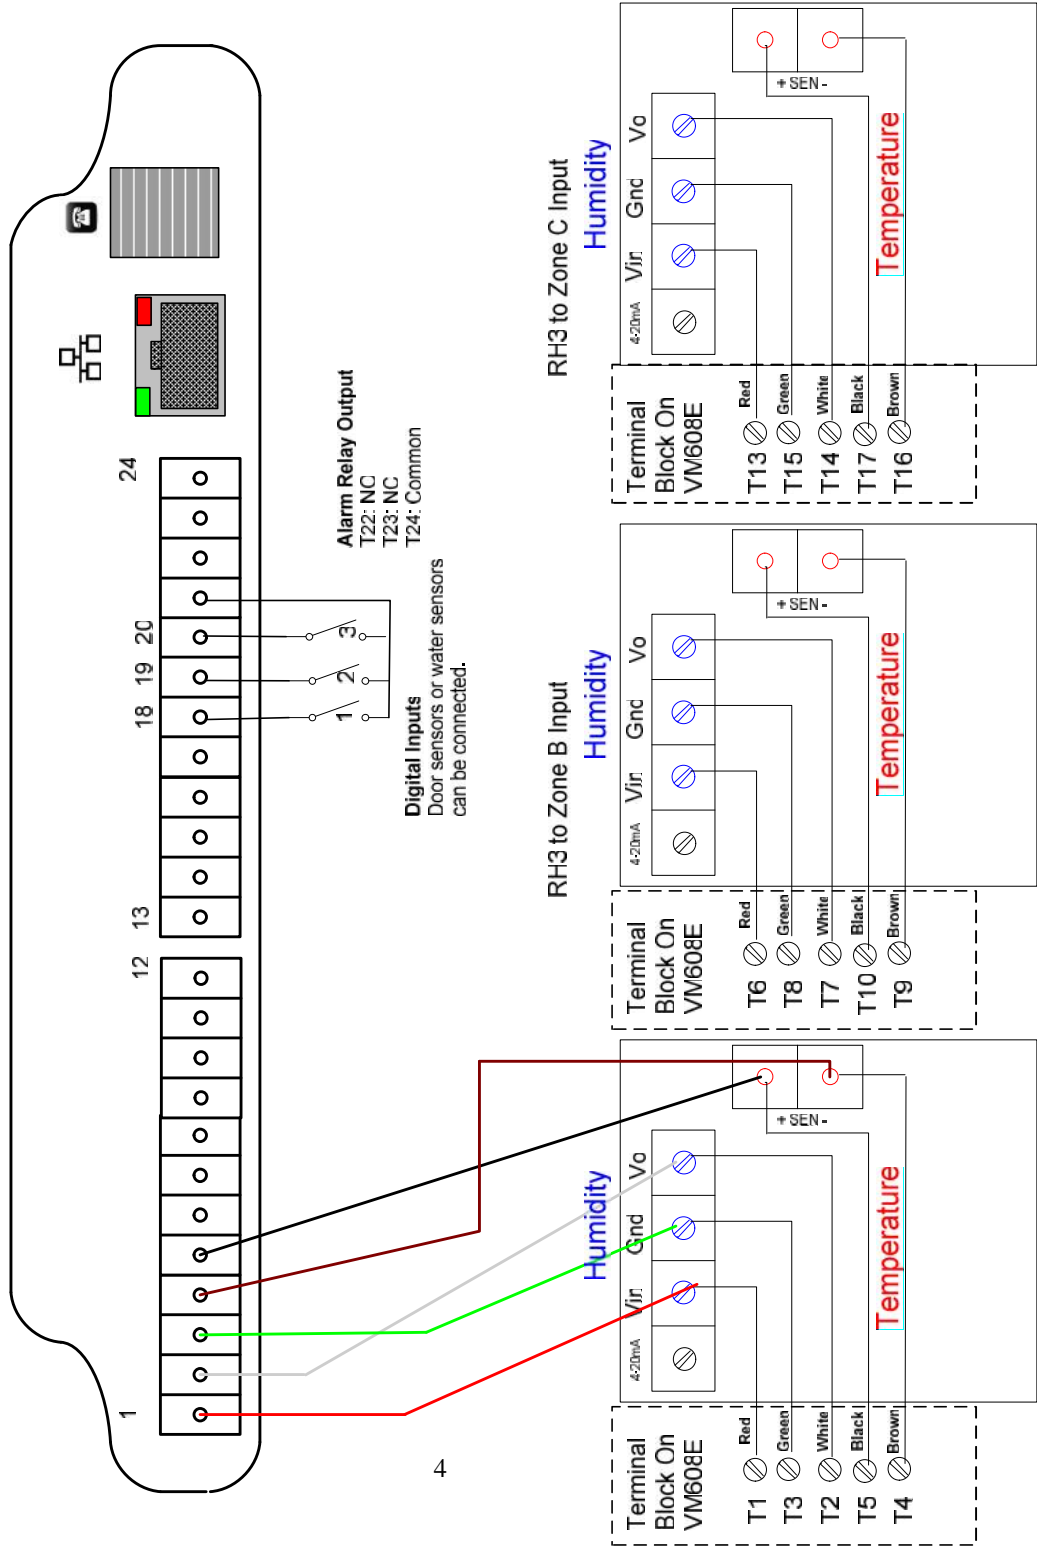 24
20
19
18
13
12
1
3
2
1
Alarm Relay Output
T22: NC
T23: NC
T24: Common
Digital Inputs
Door sensors or water sensors
can be connected.
RH3 to Zone C Input
Humidity
4-20mA Vin Gnd Vo
+ SEN -
Temperature
Terminal
Block On
VM608E
T13 Red
T15 Green
T14 White
T17 Black
T16 Brown
RH3 to Zone B Input
Humidity
4-20mA Vin Gnd Vo
+ SEN -
Temperature
Terminal
Block On
VM608E
T6 Red
T8 Green
T7 White
T10 Black
T9 Brown
Humidity
4-20mA Vin Gnd Vo
+ SEN -
Temperature
Terminal
Block On
VM608E
T1 Red
T3 Green
T2 White
T5 Black
T4 Brown
4